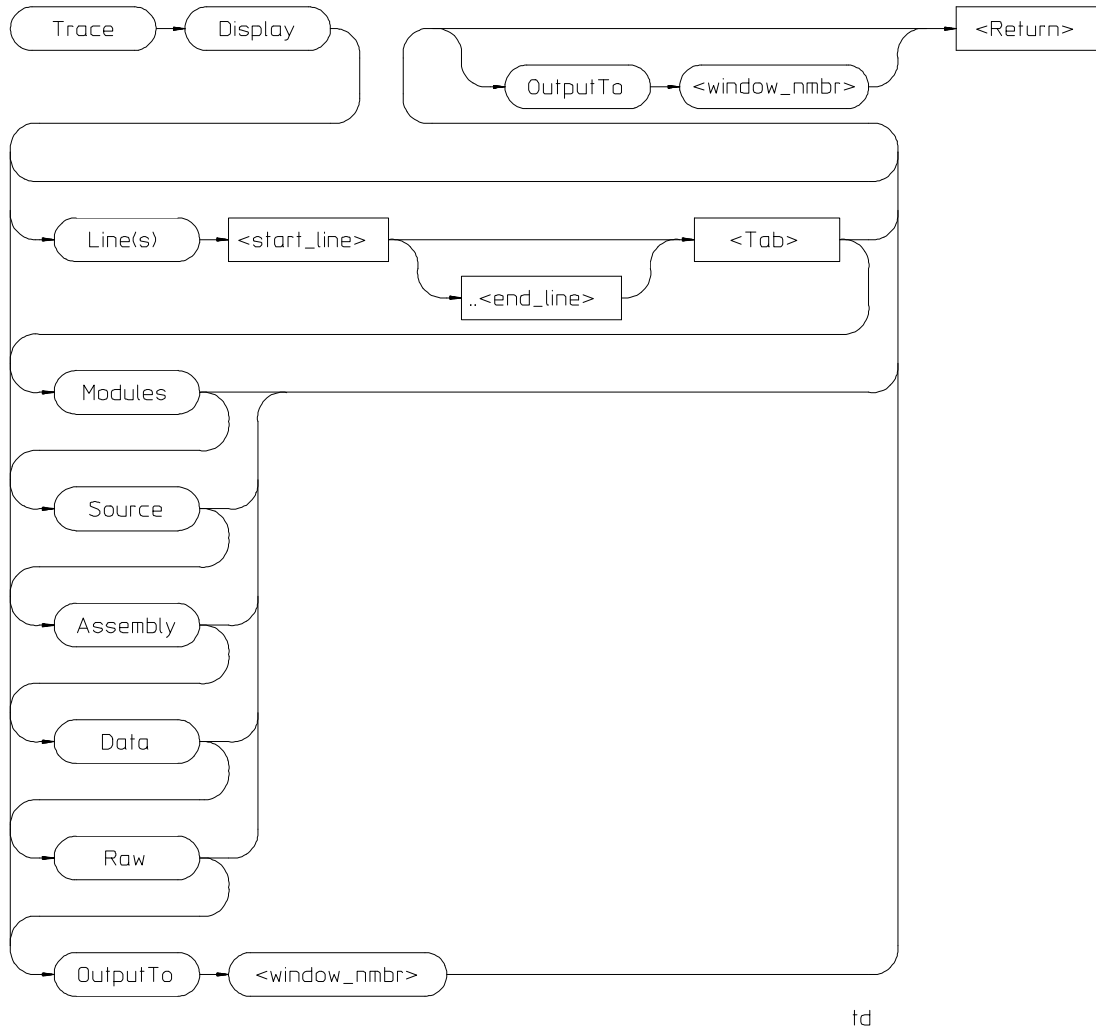 Trace Display <Return>
OutputTo <window_nmbr>
Line(s) <start_line> <Tab>
..<end_line>
Modules
Source
Assembly
Data
Raw
OutputTo <window_nmbr>
td